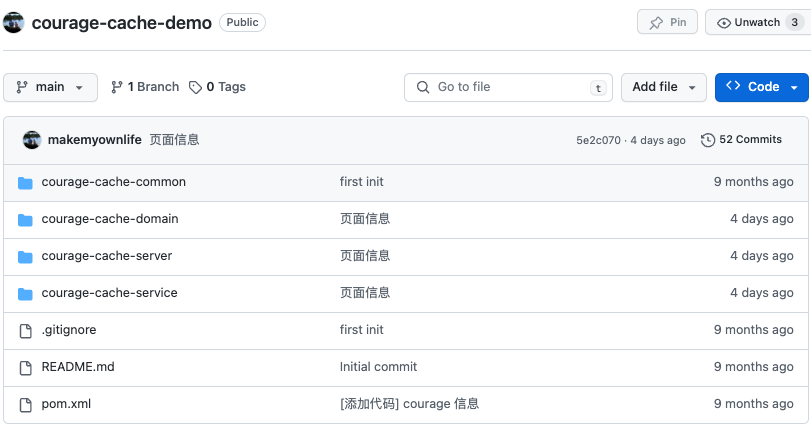 courage-cache-demo Public Pin Unwatch 3
main 1 Branch 0 Tags Go to file t Add file Code
makemyownlife 页面信息 5e2c070 · 4 days ago 52 Commits
courage-cache-common first init 9 months ago
courage-cache-domain 页面信息 4 days ago
courage-cache-server 页面信息 4 days ago
courage-cache-service 页面信息 4 days ago
.gitignore first init 9 months ago
README.md Initial commit 9 months ago
pom.xml [添加代码] courage 信息 9 months ago